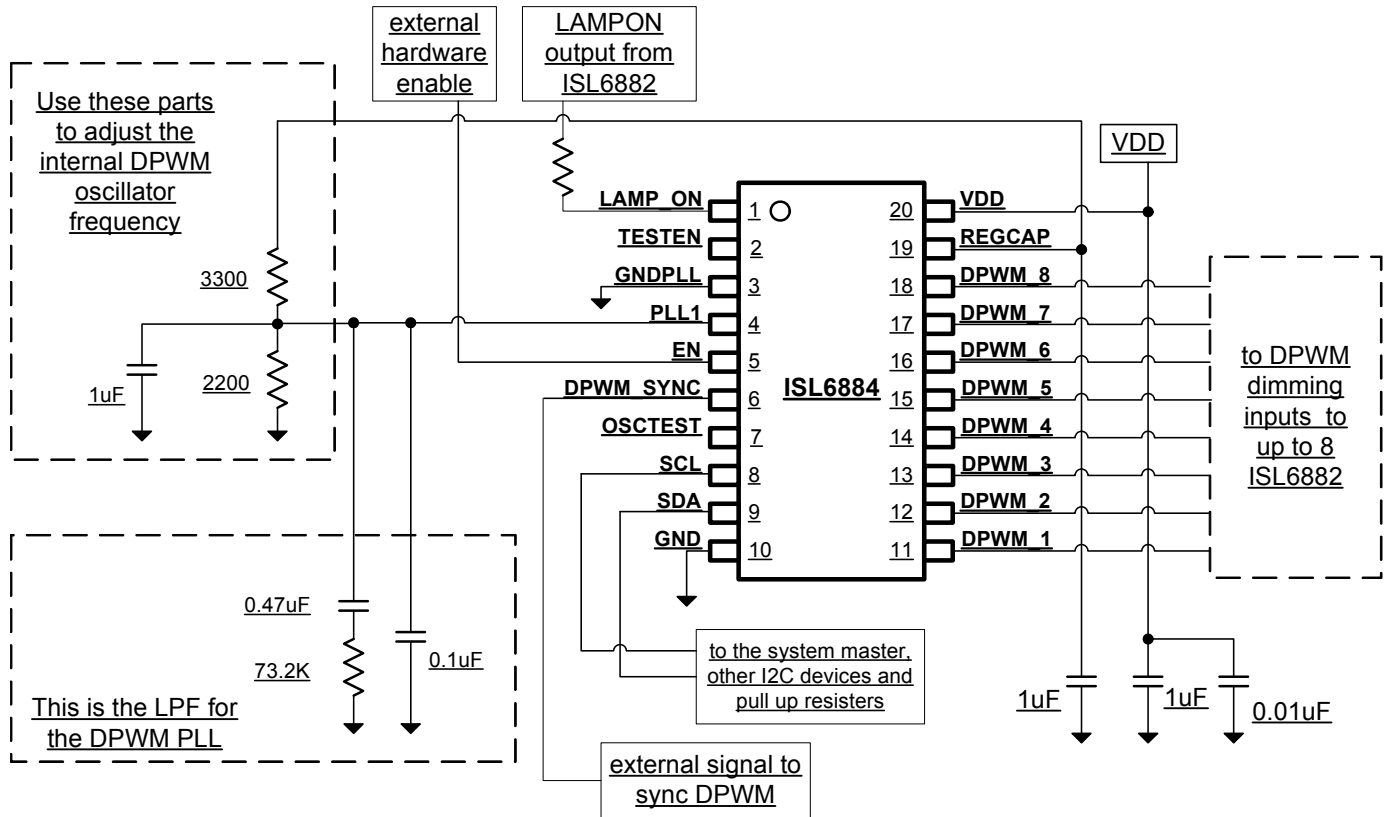 external
hardware
enable
LAMPON
output from
ISL6882
Use these parts
to adjust the
internal DPWM
oscillator
frequency
VDD
3300
1uF
2200
LAMP_ON
TESTEN
GNDPLL
PLL1
EN
DPWM_SYNC
OSCTEST
SCL
SDA
GND
1
2
3
4
5
6
7
8
9
10
ISL6884
20
19
18
17
16
15
14
13
12
11
VDD
REGCAP
DPWM_8
DPWM_7
DPWM_6
DPWM_5
DPWM_4
DPWM_3
DPWM_2
DPWM_1
to DPWM
dimming
inputs to
up to 8
ISL6882
0.47uF
73.2K
0.1uF
This is the LPF for
the DPWM PLL
to the system master,
other I2C devices and
pull up resisters
1uF
1uF
0.01uF
external signal to
sync DPWM